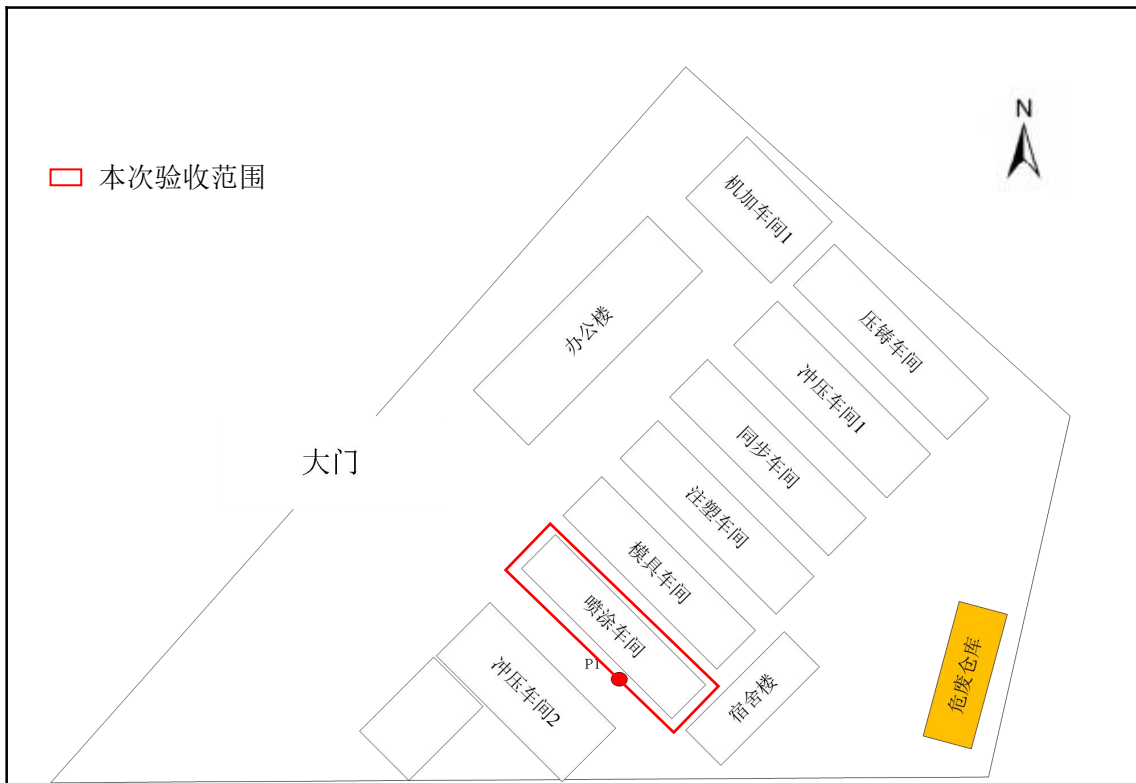 N
本次验收范围
机加车间1
办公楼
压铸车间
冲压车间1
同步车间
大门
注塑车间
模具车间
喷涂车间
P1
冲压车间2
宿舍楼
危废仓库